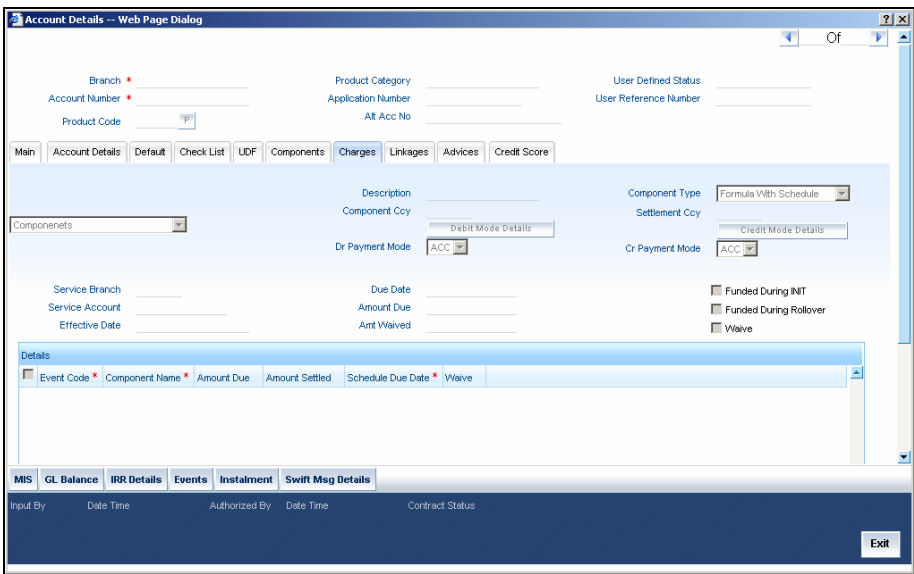 Account Details -- Web Page Dialog
Of
Branch * Product Category User Defined Status
Account Number * Application Number User Reference Number
Product Code P Alt Acc No
Main Account Details Default Check List UDF Components Charges Linkages Advices Credit Score
Description Component Type Formula With Schedule
Componenets Component Ccy Settlement Ccy
Debit Mode Details Credit Mode Details
Dr Payment Mode ACC Cr Payment Mode ACC
Service Branch Due Date Funded During INIT
Service Account Amount Due Funded During Rollover
Effective Date Amt Waived Waive
Details
Event Code * Component Name * Amount Due Amount Settled Schedule Due Date * Waive
MIS GL Balance IRR Details Events Instalment Swift Msg Details
Input By Date Time Authorized By Date Time Contract Status
Exit